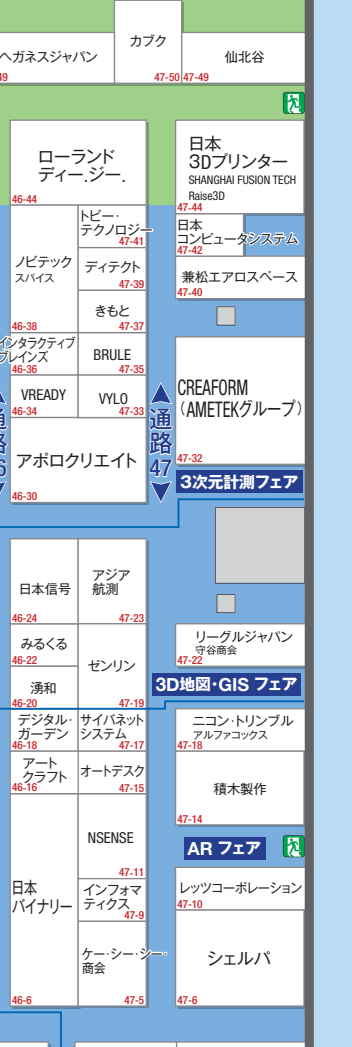 カブク
ヘガネスジャパン
仙北谷
49
47-50
47-49
ローランド
ディー.ジー.
46-44
日本
3Dプリンター
SHANGHAI FUSION TECH
Raise3D
47-44
トビー・
テクノロジー
47-41
日本
コンピュータシステム
47-42
ノビテック
スパイス
46-38
ディテクト
47-39
兼松エアロスペース
47-40
きもと
47-37
インタラクティブ
ブレインズ
46-36
BRULE
47-35
VREADY
46-34
VYLO
47-33
CREAFORM
(AMETEKグループ)
47-32
通路
47
通
6
アポロクリエイト
46-30
3次元計測フェア
日本信号
46-24
アジア
航測
47-23
みるくる
46-22
ゼンリン
47-19
リーグルジャパン
守谷商会
47-22
湧和
46-20
3D地図・GIS フェア
デジタル・
ガーデン
46-18
サイバネット
システム
47-17
ニコン・トリンブル
アルファコックス
47-18
アート
クラフト
46-16
オートデスク
47-15
積木製作
47-14
NSENSE
47-11
AR フェア
日本
バイナリー
46-6
インフォマ
ティクス
47-9
レッツコーポレーション
47-10
ケー・シー・シー・
商会
47-5
シェルパ
47-6